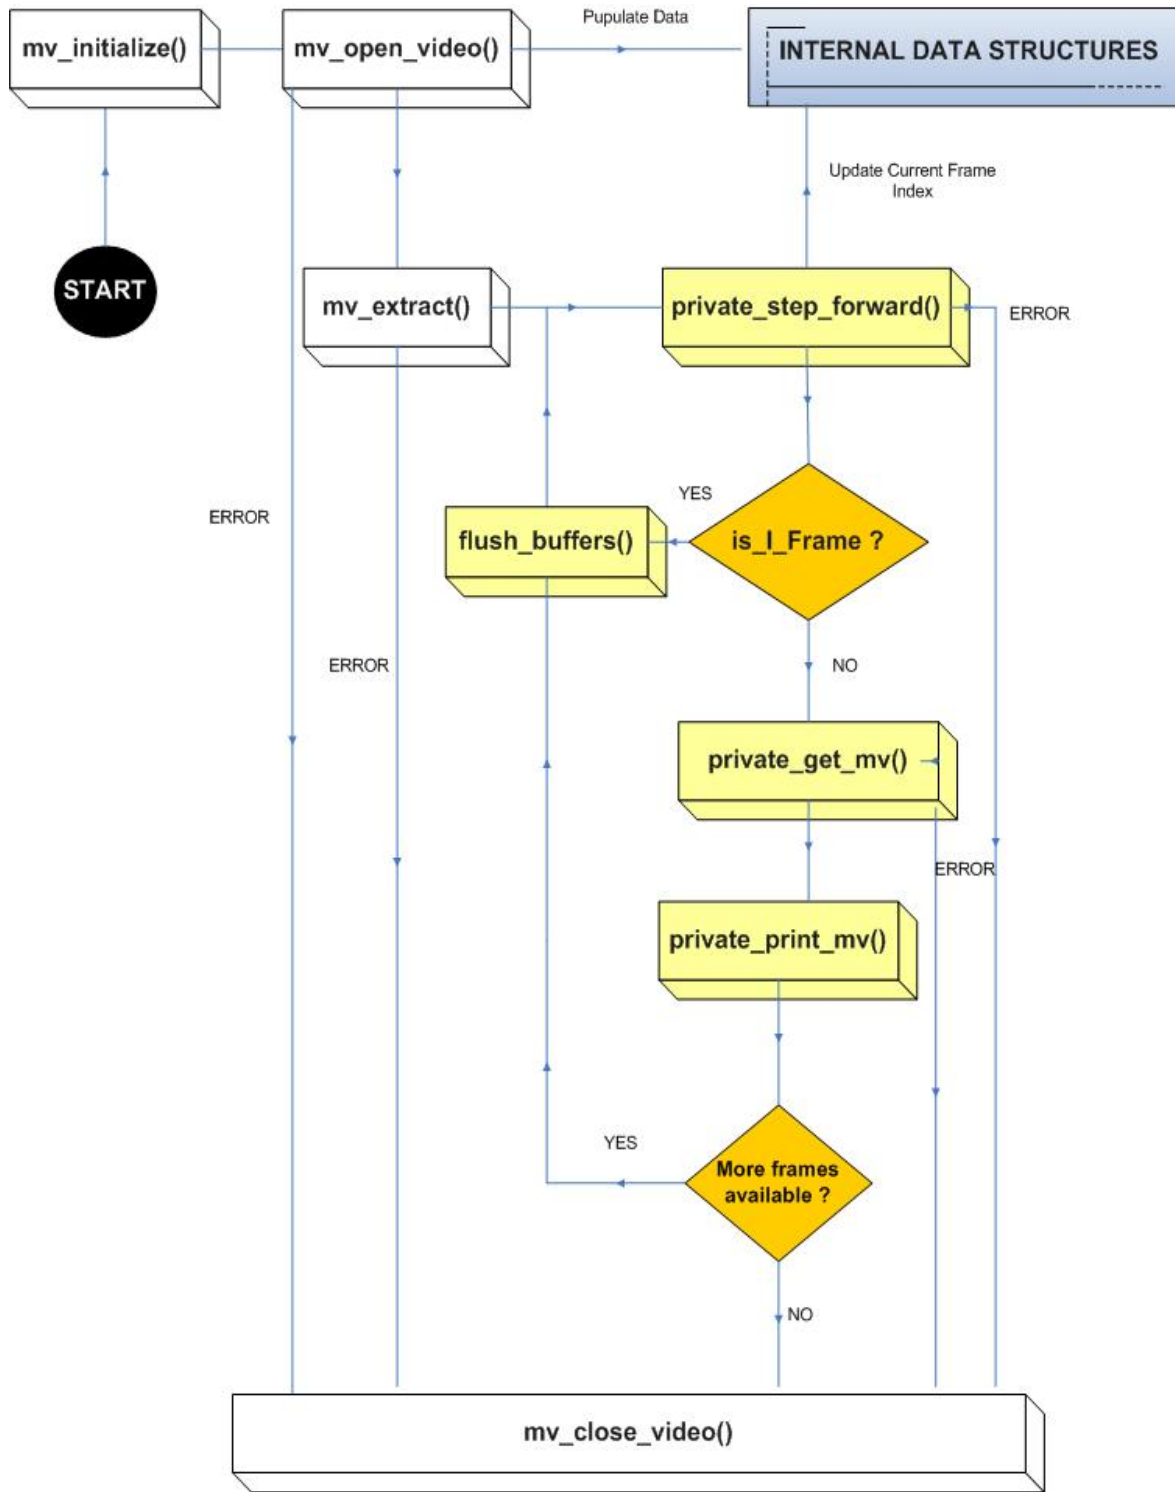 Pupulate Data
mv_initialize()
mv_open_video()
INTERNAL DATA STRUCTURES
Update Current Frame
Index
START
mv_extract()
private_step_forward()
ERROR
YES
ERROR
flush_buffers()
is_I_Frame ?
ERROR
NO
private_get_mv()
ERROR
private_print_mv()
YES
More frames
available ?
NO
mv_close_video()